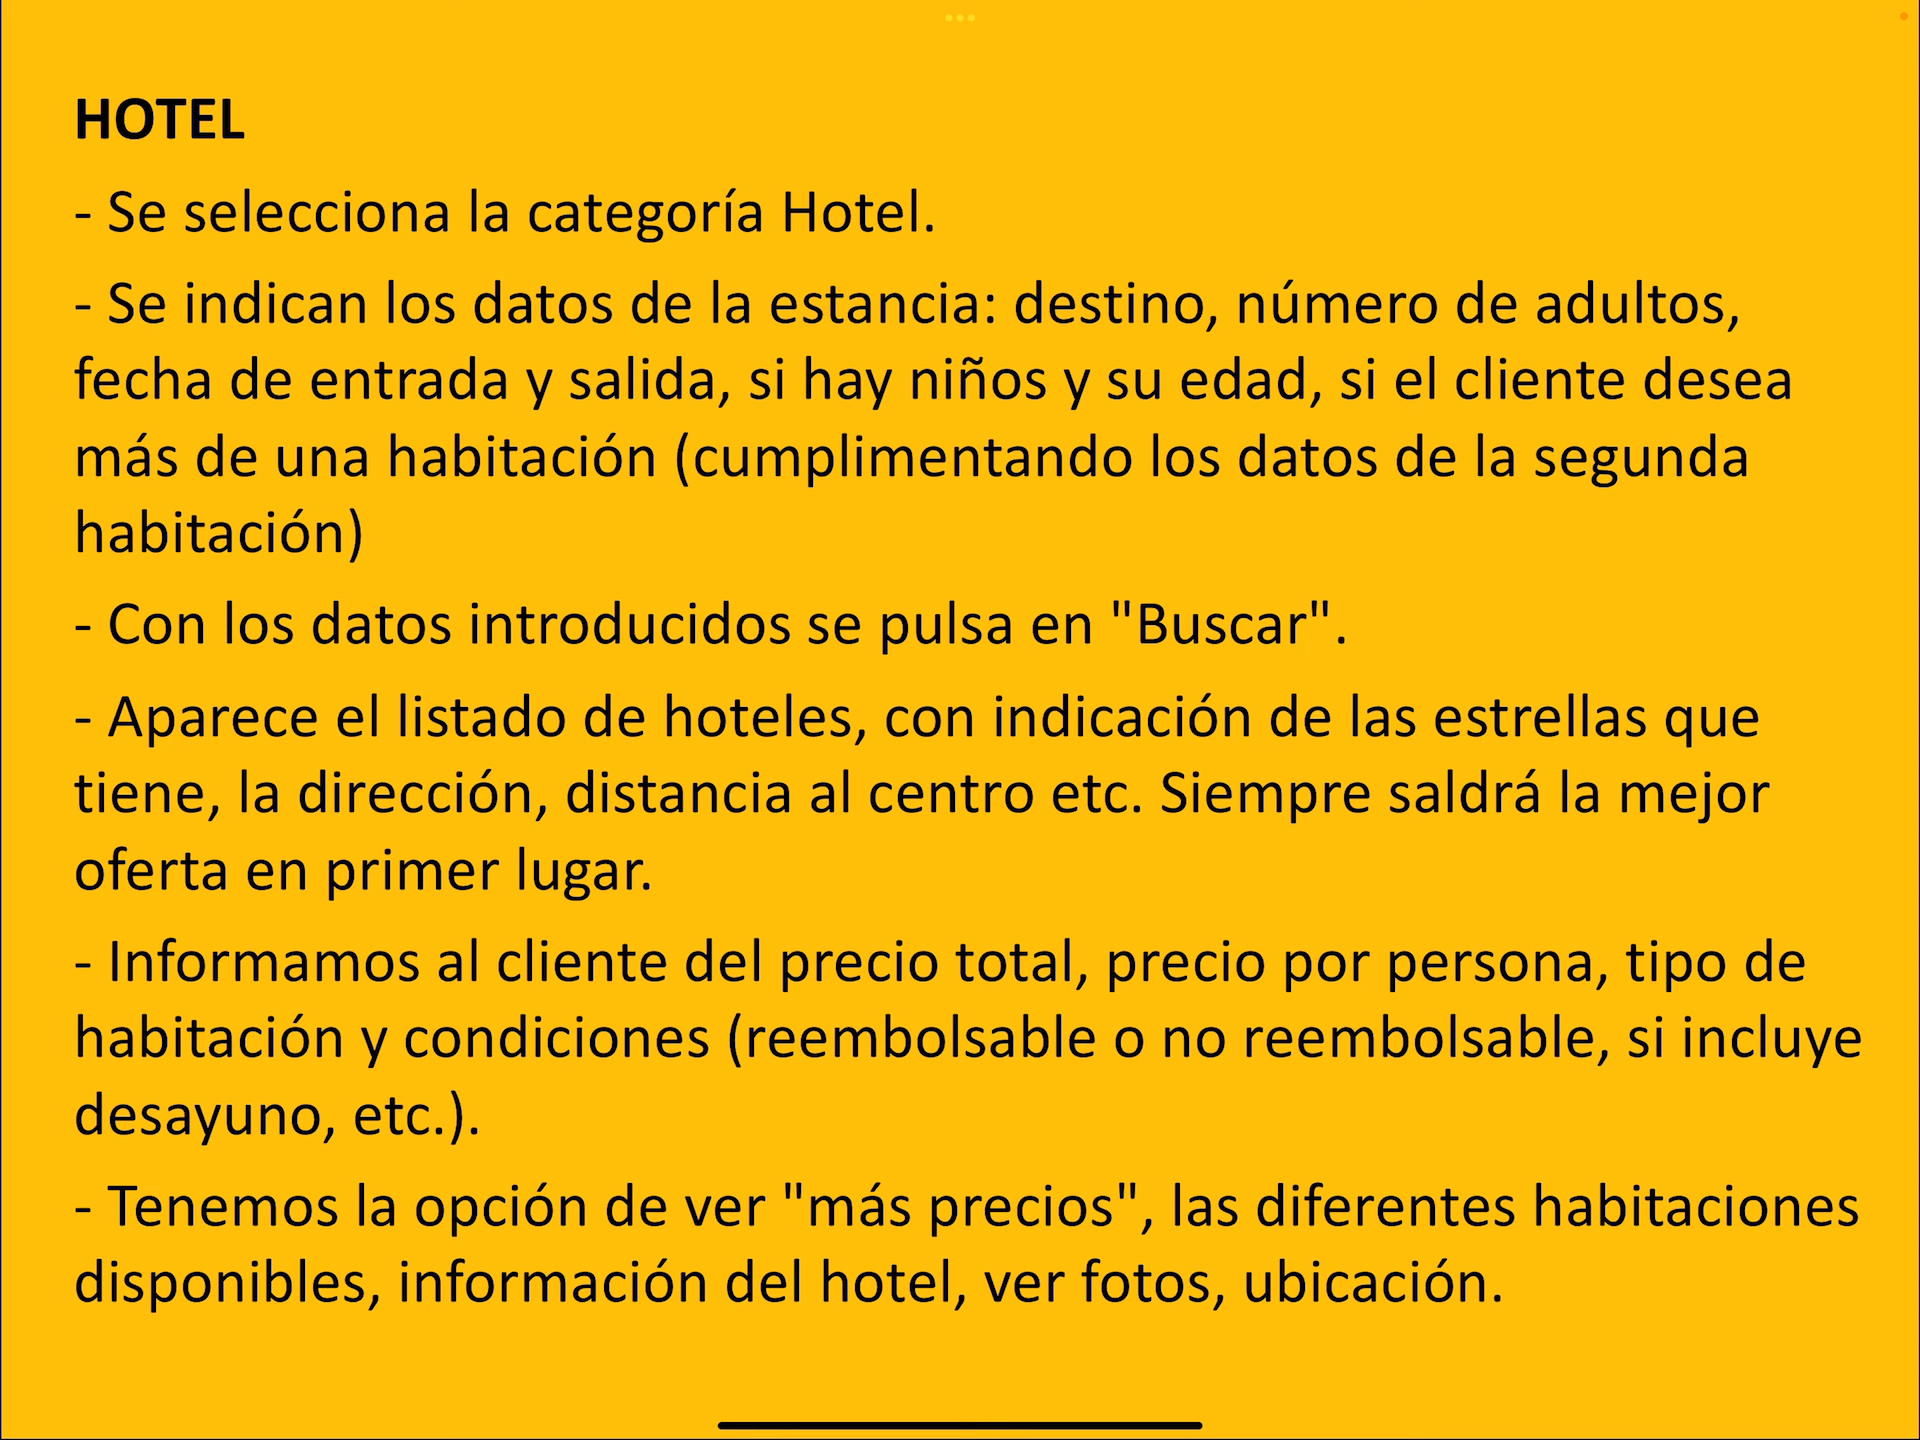 HOTEL
- Se selecciona la categoría Hotel.
- Se indican los datos de la estancia: destino, número de adultos,
fecha de entrada y salida, si hay niños y su edad, si el cliente desea
más de una habitación (cumplimentando los datos de la segunda
habitación)
- Con los datos introducidos se pulsa en "Buscar".
- Aparece el listado de hoteles, con indicación de las estrellas que
tiene, la dirección, distancia al centro etc. Siempre saldrá la mejor
oferta en primer lugar.
- Informamos al cliente del precio total, precio por persona, tipo de
habitación y condiciones (reembolsable o no reembolsable, si incluye
desayuno, etc.).
- Tenemos la opción de ver "más precios", las diferentes habitaciones
disponibles, información del hotel, ver fotos, ubicación.